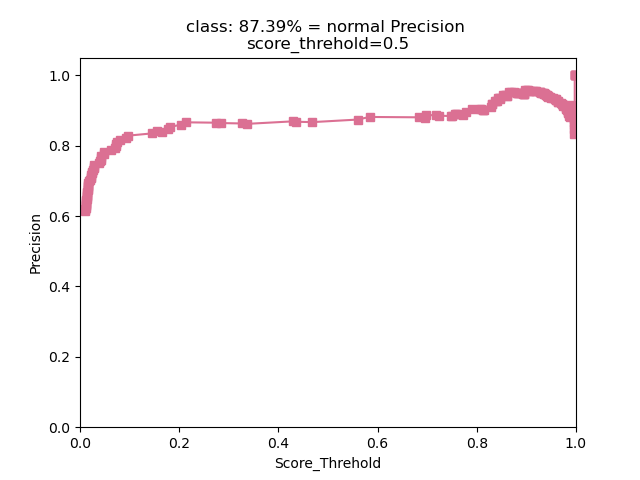 class: 87.39% = normal Precision
score_threhold=0.5
1.0
0.8
0.6
0.4
0.2
0.0
Precision
0.0 0.2 0.4 0.6 0.8 1.0
Score_Threhold